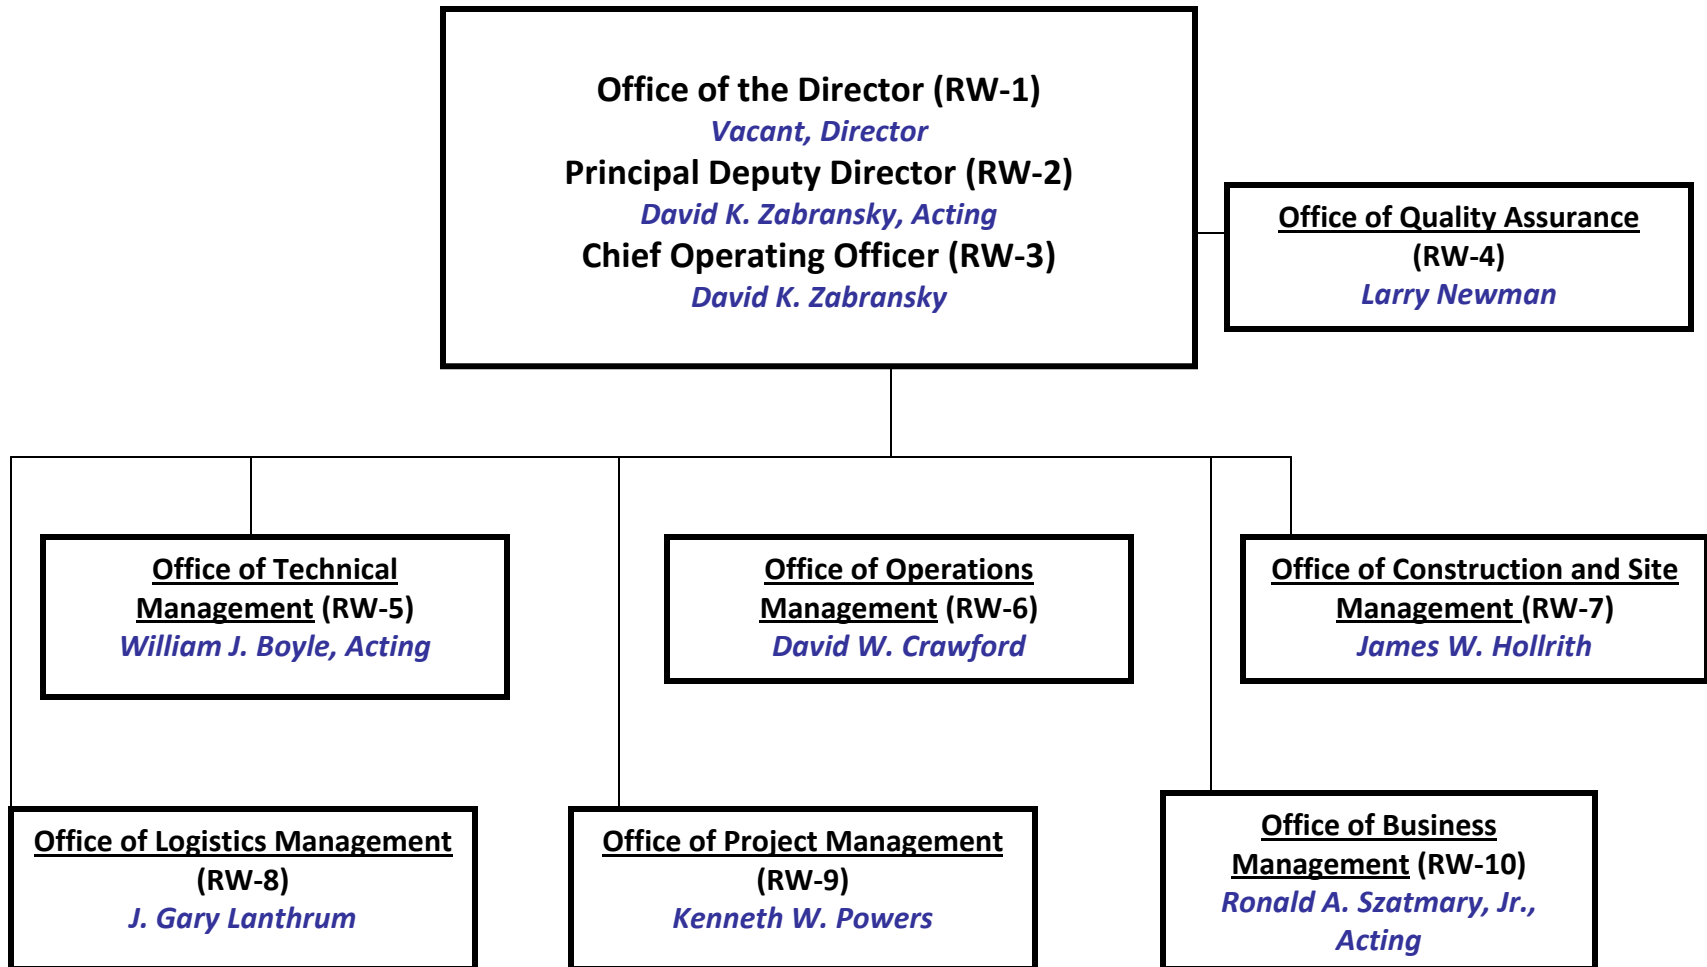 Office of the Director (RW-1)
Vacant, Director
Principal Deputy Director (RW-2)
David K. Zabransky, Acting
Chief Operating Officer (RW-3)
David K. Zabransky
Office of Quality Assurance
(RW-4)
Larry Newman
Office of Technical
Management (RW-5)
William J. Boyle, Acting
Office of Operations
Management (RW-6)
David W. Crawford
Office of Construction and Site
Management (RW-7)
James W. Hollrith
Office of Logistics Management
(RW-8)
J. Gary Lanthrum
Office of Project Management
(RW-9)
Kenneth W. Powers
Office of Business
Management (RW-10)
Ronald A. Szatmary, Jr.,
Acting